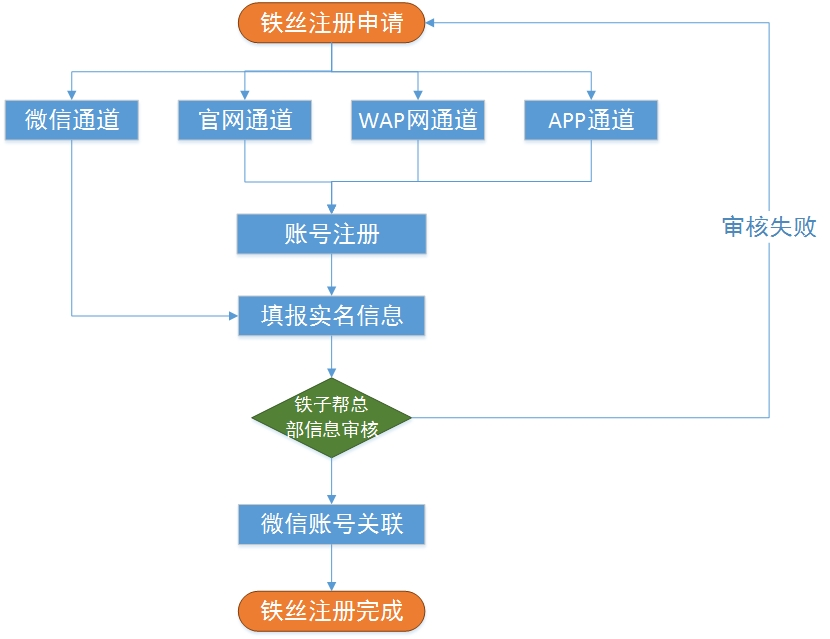 铁丝注册申请
微信通道
官网通道
WAP网通道
APP通道
账号注册
审核失败
填报实名信息
铁子帮总
部信息审核
微信账号关联
铁丝注册完成